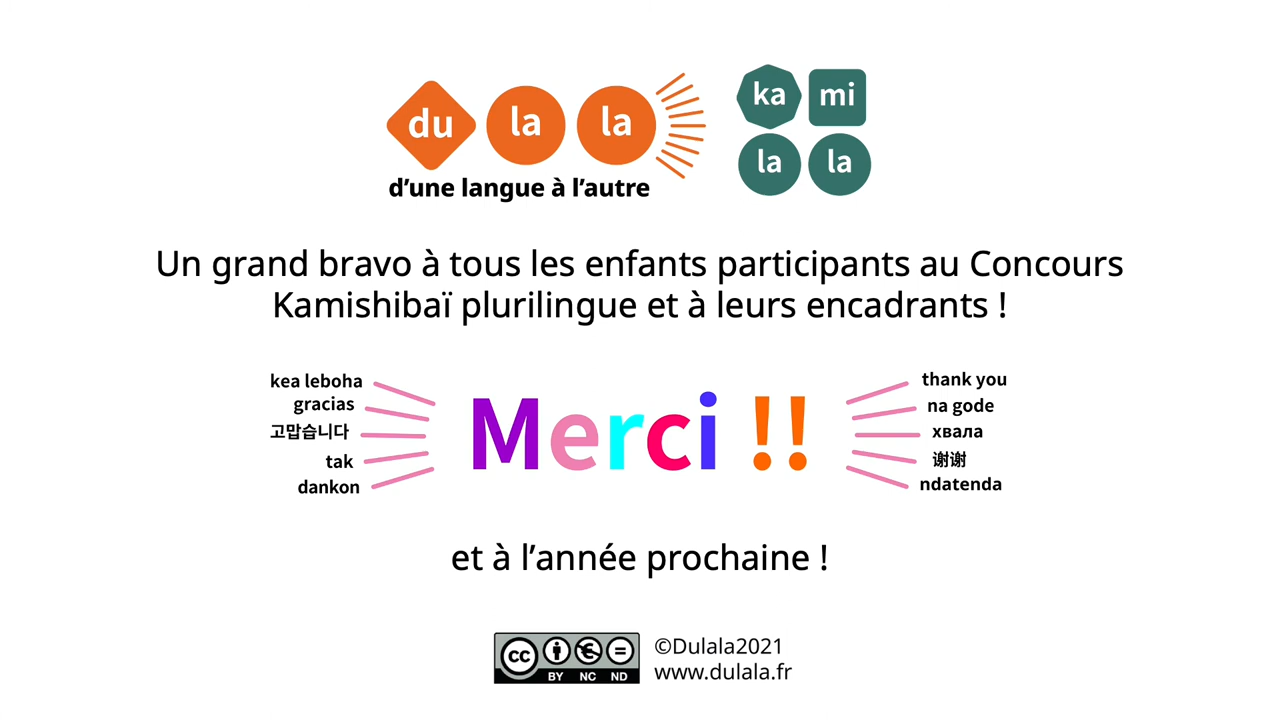 du la la
d’une langue à l’autre
ka mi
la la
Un grand bravo à tous les enfants participants au Concours
Kamishibaï plurilingue et à leurs encadrants !
kea leboha
gracias
고맙습니다
tak
dankon
Merci !!
thank you
na gode
хвала
谢谢
ndatenda
et à l’année prochaine !
cc BY NC ND
©Dulala2021
www.dulala.fr